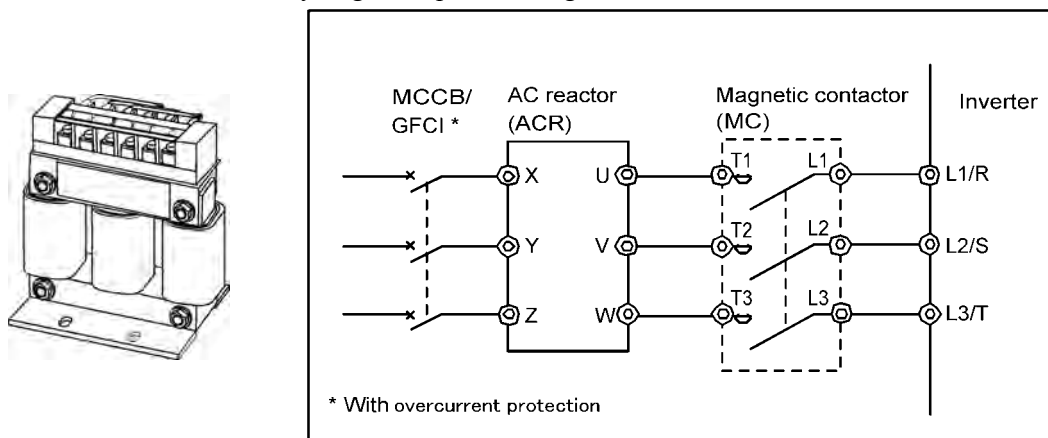 MCCB/
GFCI *
AC reactor
(ACR)
Magnetic contactor
(MC)
Inverter
X U T1 L1 L1/R
Y V T2 L2 L2/S
Z W T3 L3 L3/T
* With overcurrent protection